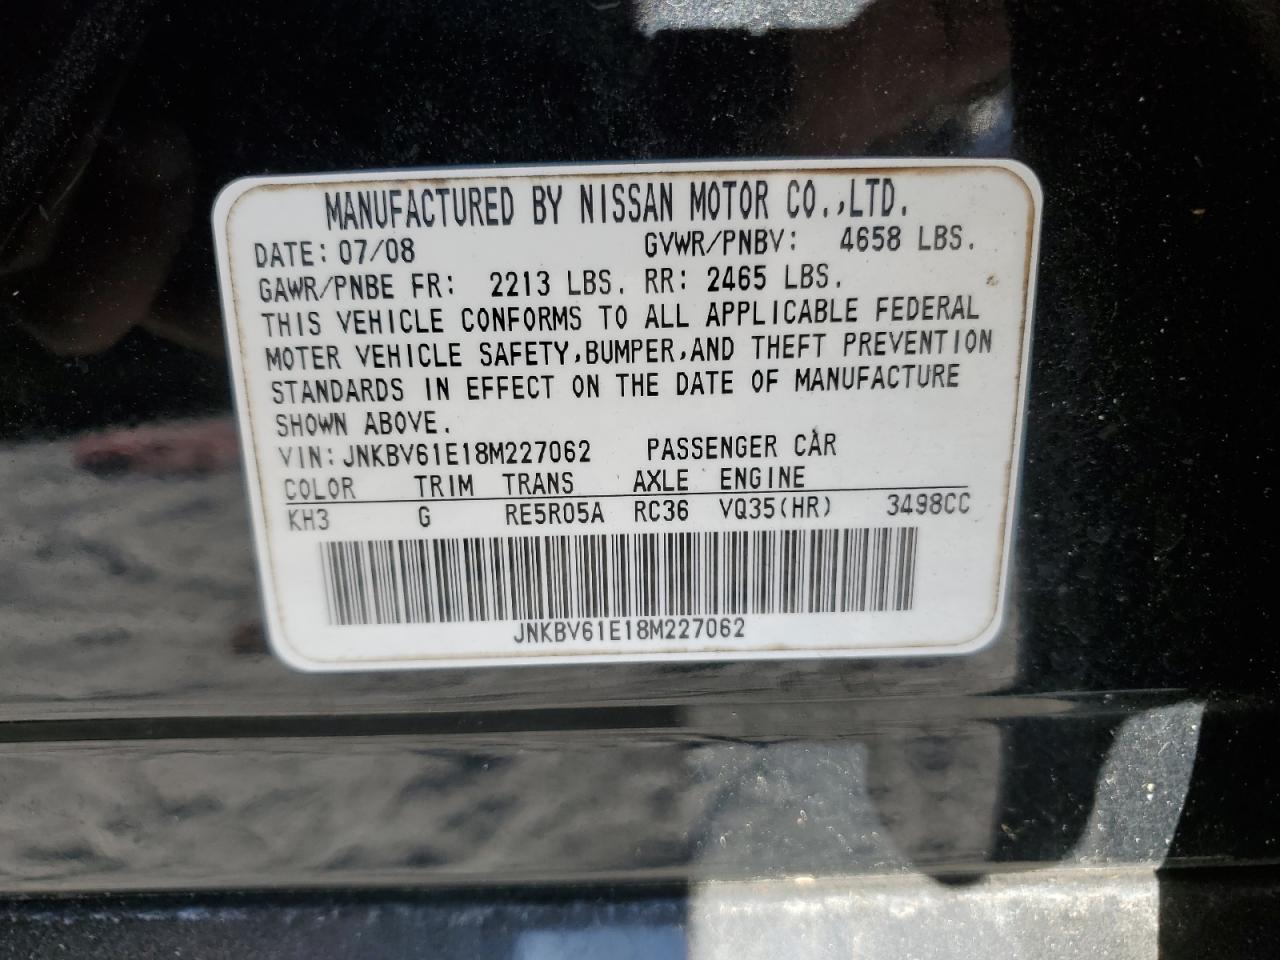 MANUFACTURED BY NISSAN MOTOR CO.,LTD.
DATE: 07/08 GVWR/PNBV: 4658 LBS.
GAWR/PNBE FR: 2213 LBS. RR: 2465 LBS.
THIS VEHICLE CONFORMS TO ALL APPLICABLE FEDERAL
MOTER VEHICLE SAFETY,BUMPER,AND THEFT PREVENTION
STANDARDS IN EFFECT ON THE DATE OF MANUFACTURE
SHOWN ABOVE.
VIN: JNKBV61E18M227062 PASSENGER CAR
COLOR TRIM TRANS AXLE ENGINE
KH3 G RE5R05A RC36 VQ35(HR) 3498CC
JNKBV61E18M227062